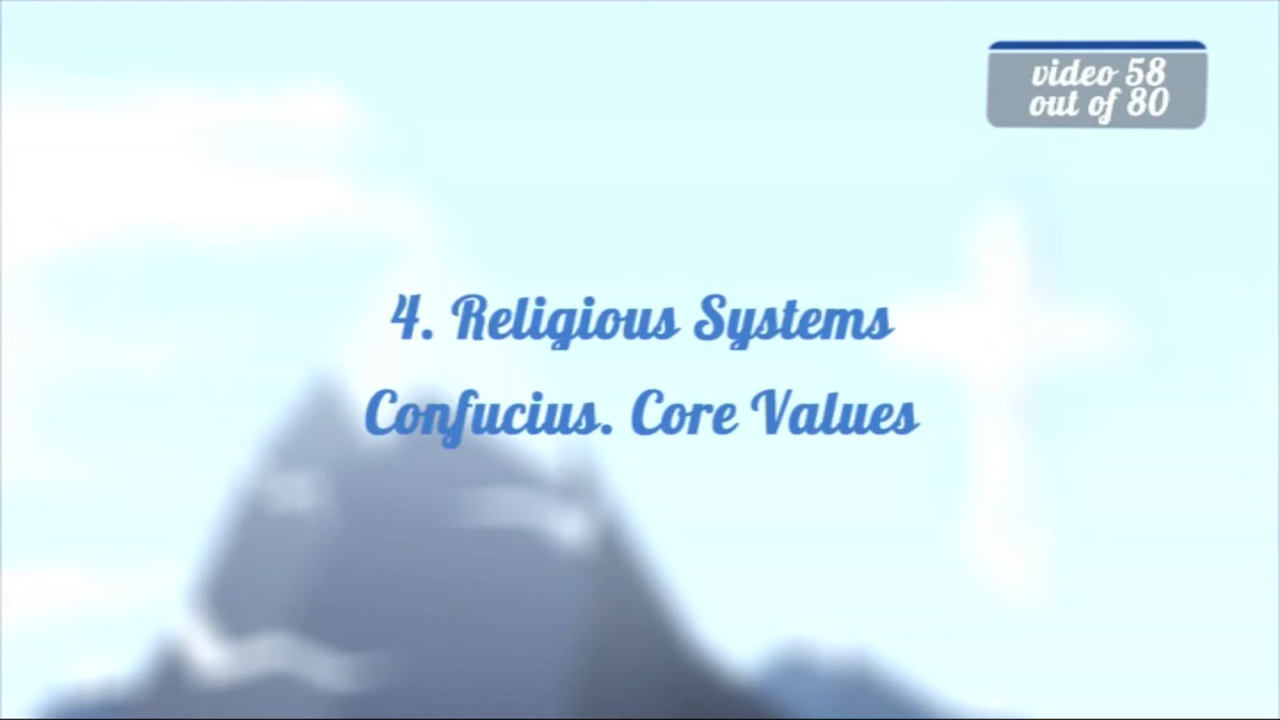 video 58
out of 80
4. Religious Systems
Confucius. Core Values